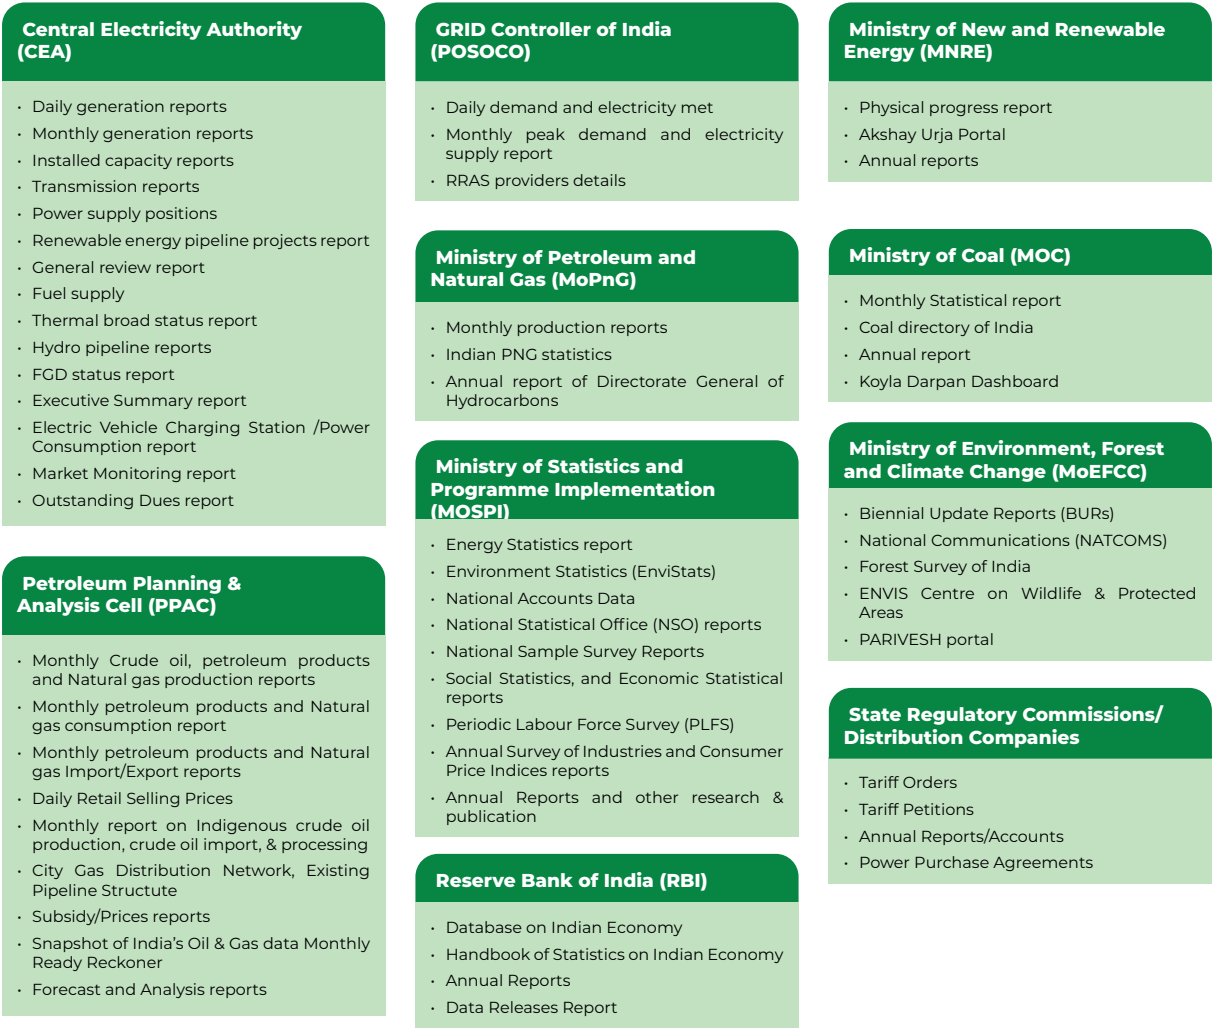 Central Electricity Authority
(CEA)
• Daily generation reports
• Monthly generation reports
• Installed capacity reports
• Transmission reports
• Power supply positions
• Renewable energy pipeline projects report
• General review report
• Fuel supply
• Thermal broad status report
• Hydro pipeline reports
• FGD status report
• Executive Summary report
• Electric Vehicle Charging Station /Power
Consumption report
• Market Monitoring report
• Outstanding Dues report
Petroleum Planning &
Analysis Cell (PPAC)
• Monthly Crude oil, petroleum products
and Natural gas production reports
• Monthly petroleum products and Natural
gas consumption report
• Monthly petroleum products and Natural
gas Import/Export reports
• Daily Retail Selling Prices
• Monthly report on Indigenous crude oil
production, crude oil import, & processing
• City Gas Distribution Network, Existing
Pipeline Structute
• Subsidy/Prices reports
• Snapshot of India's Oil & Gas data Monthly
Ready Reckoner
• Forecast and Analysis reports
GRID Controller of India
(POSOCO)
• Daily demand and electricity met
• Monthly peak demand and electricity
supply report
• RRAS providers details
Ministry of Petroleum and
Natural Gas (MoPnG)
• Monthly production reports
• Indian PNG statistics
• Annual report of Directorate General of
Hydrocarbons
Ministry of Statistics and
Programme Implementation
(MOSPI)
• Energy Statistics report
• Environment Statistics (EnviStats)
• National Accounts Data
• National Statistical Office (NSO) reports
• National Sample Survey Reports
• Social Statistics, and Economic Statistical
reports
• Periodic Labour Force Survey (PLFS)
• Annual Survey of Industries and Consumer
Price Indices reports
• Annual Reports and other research &
publication
Reserve Bank of India (RBI)
• Database on Indian Economy
• Handbook of Statistics on Indian Economy
• Annual Reports
• Data Releases Report
Ministry of New and Renewable
Energy (MNRE)
• Physical progress report
• Akshay Urja Portal
• Annual reports
Ministry of Coal (MOC)
• Monthly Statistical report
• Coal directory of India
• Annual report
• Koyla Darpan Dashboard
Ministry of Environment, Forest
and Climate Change (MoEFCC)
• Biennial Update Reports (BURs)
• National Communications (NATCOMS)
• Forest Survey of India
• ENVIS Centre on Wildlife & Protected
Areas
• PARIVESH portal
State Regulatory Commissions/
Distribution Companies
• Tariff Orders
• Tariff Petitions
• Annual Reports/Accounts
• Power Purchase Agreements